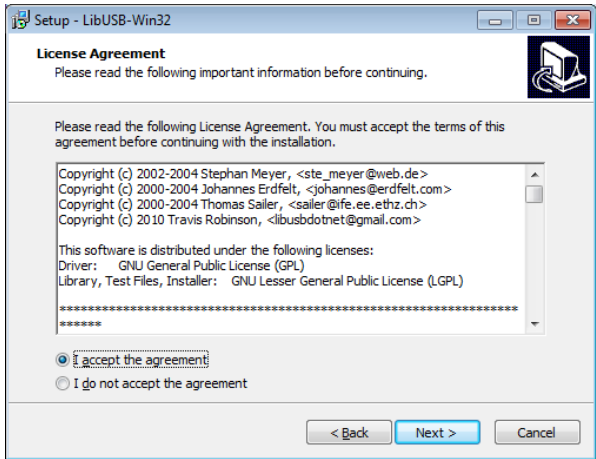 Setup - LibUSB-Win32
License Agreement
Please read the following important information before continuing.
Please read the following License Agreement. You must accept the terms of this
agreement before continuing with the installation.
Copyright (c) 2002-2004 Stephan Meyer, <ste_meyer@web.de>
Copyright (c) 2000-2004 Johannes Erdfelt, <johannes@erdfelt.com>
Copyright (c) 2000-2004 Thomas Sailer, <sailer@ife.ee.ethz.ch>
Copyright (c) 2010 Travis Robinson, <libusbdotnet@gmail.com>
This software is distributed under the following licenses:
Driver: GNU General Public License (GPL)
Library, Test Files, Installer: GNU Lesser General Public License (LGPL)
******************************************************************
******
I accept the agreement
I do not accept the agreement
< Back
Next >
Cancel